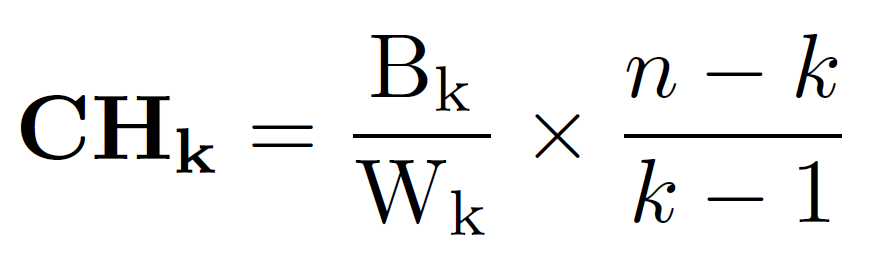 CH_k = B_k / W_k × n − k / k − 1